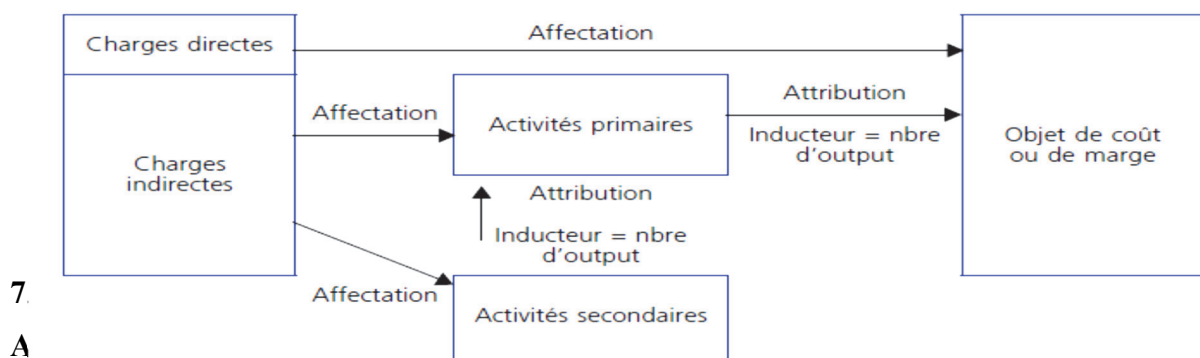 Charges directes
Affectation
Charges
indirectes
Affectation
Activités primaires
Attribution
Inducteur = nbre
d'output
Objet de coût
ou de marge
Attribution
Inducteur = nbre
d'output
Affectation
Activités secondaires
7.
A